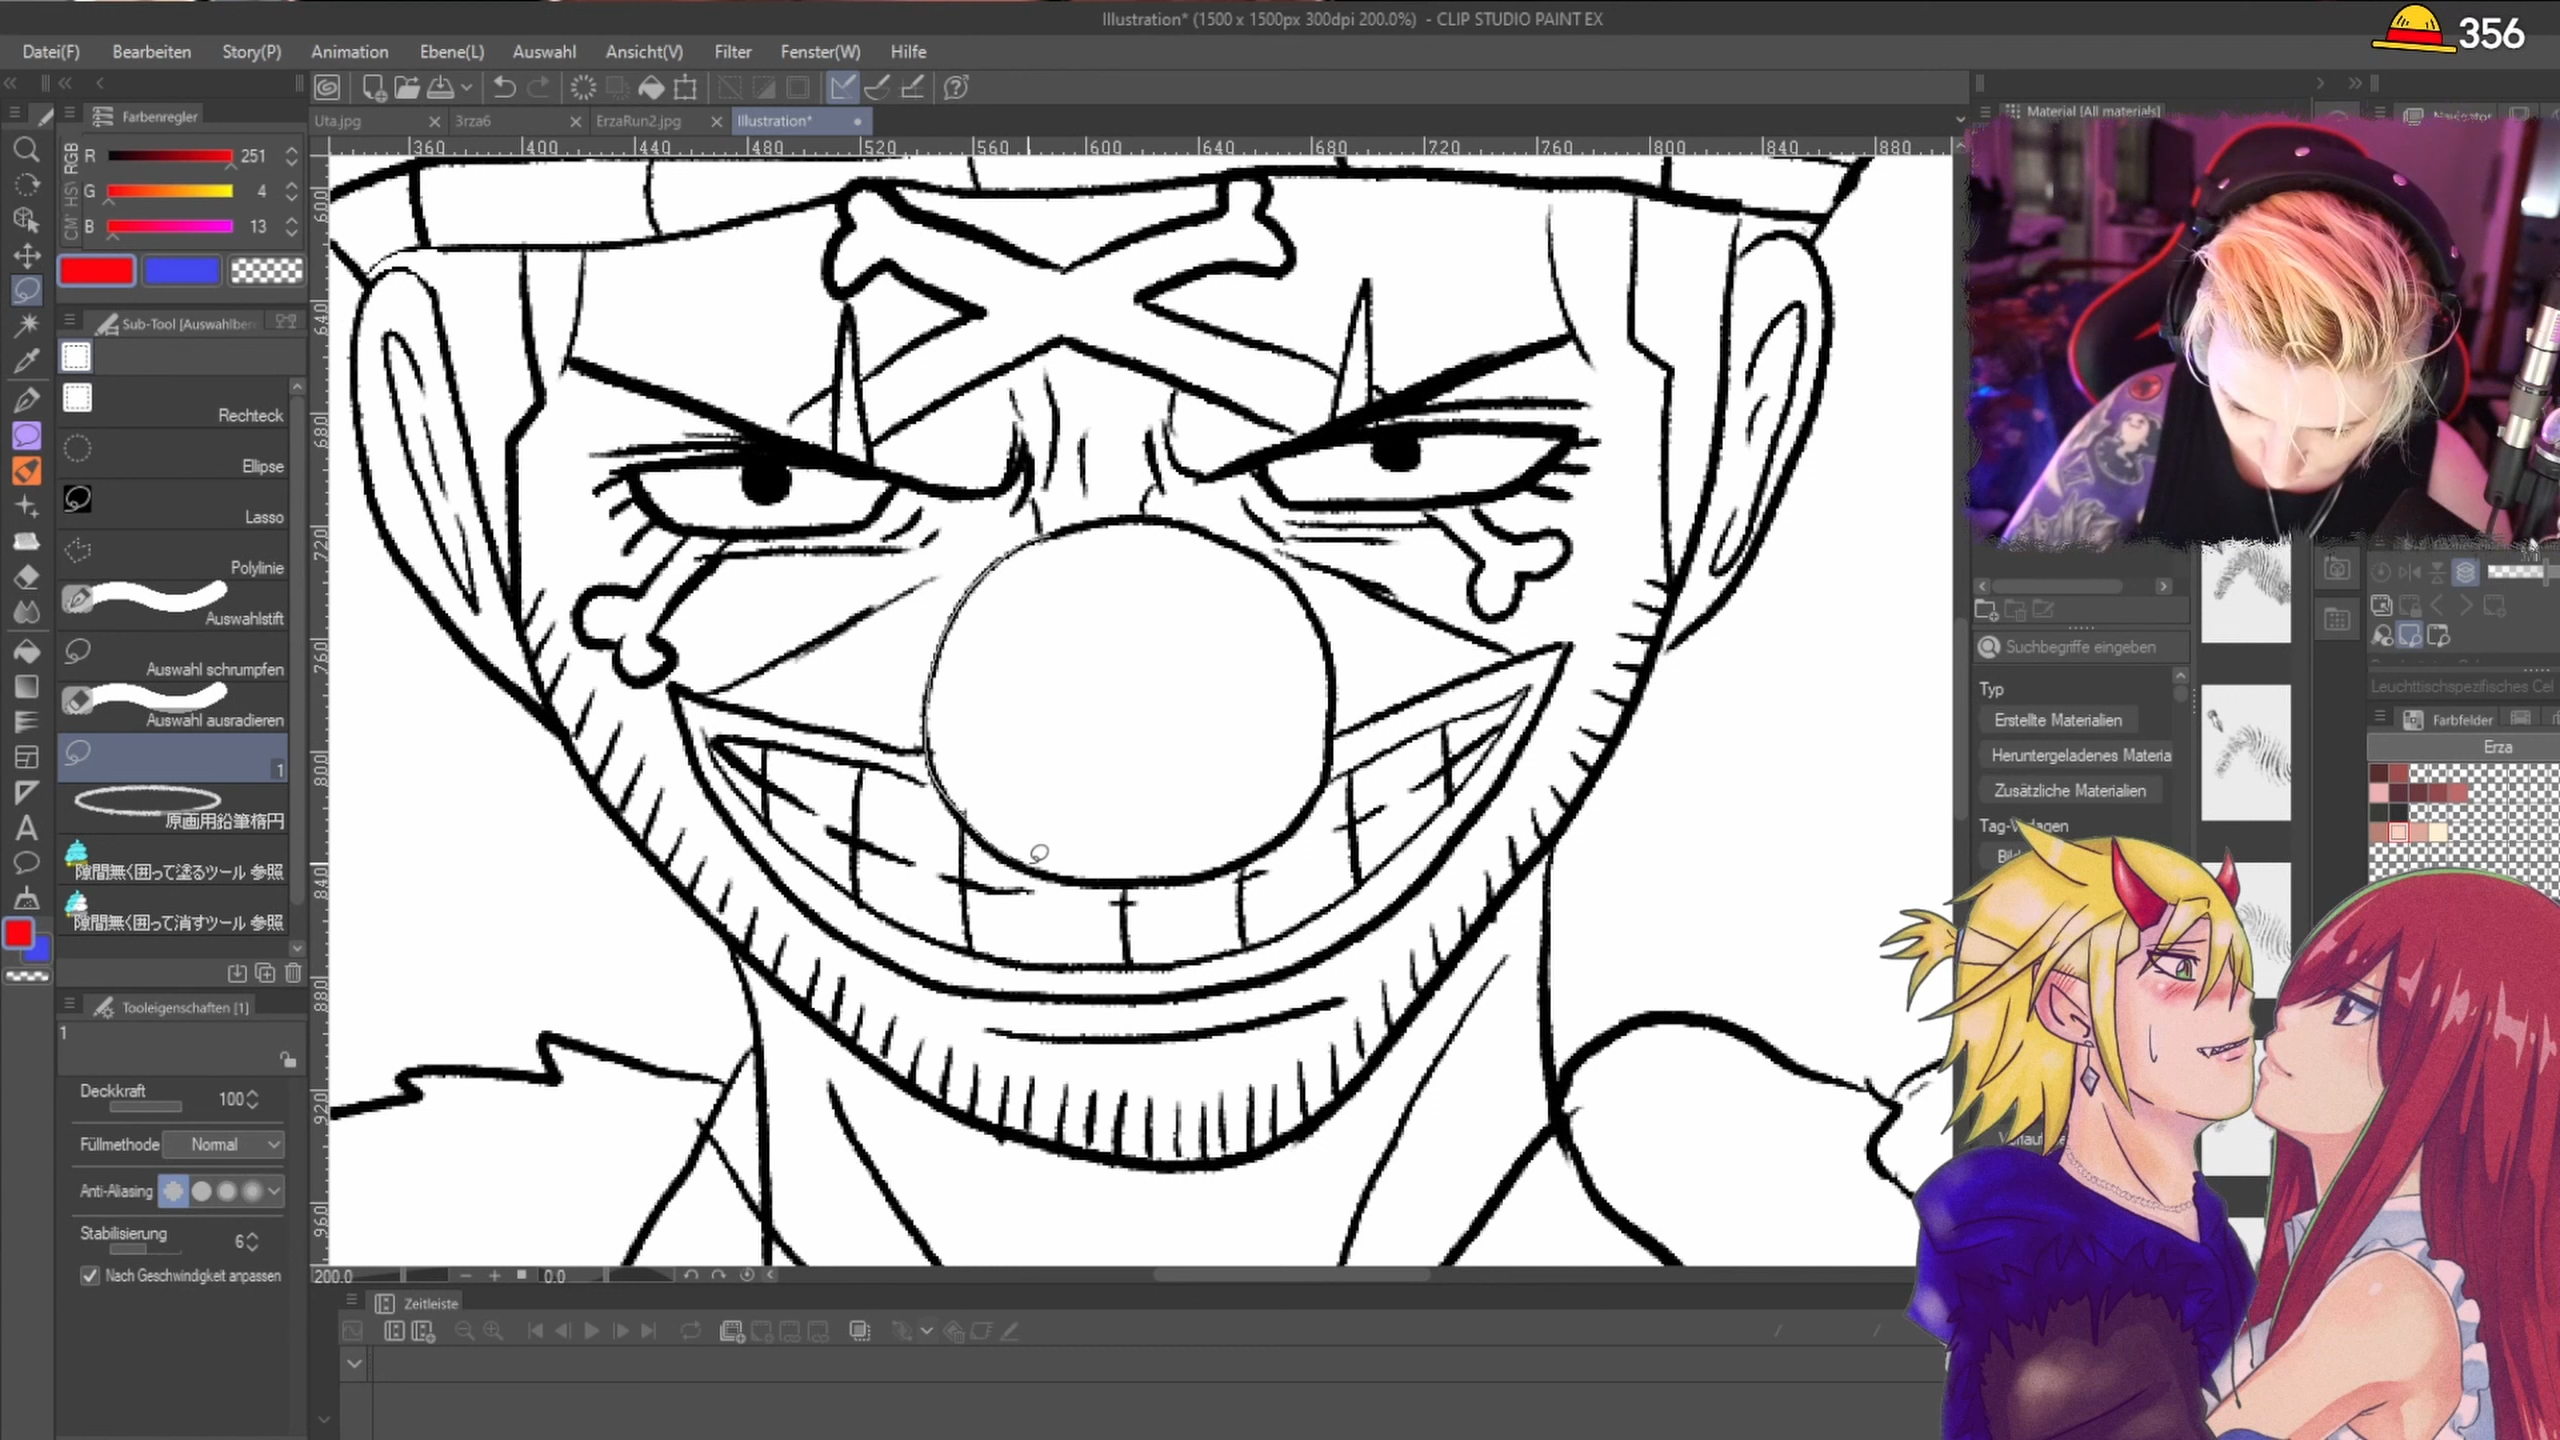 Illustration* (1500 x 1500px 300dpi 200.0%) - CLIP STUDIO PAINT EX
356
Datei(F) Bearbeiten Story(P) Animation Ebene(L) Auswahl Ansicht(V) Filter Fenster(W) Hilfe
Farbenregler
Uta.jpg 3rza6 ErzaRun2.jpg Illustration*
Material [All materials]
Navigator
360 400 440 480 520 560 600 640 680 720 760 800 840 880
RGB
R 251
G 4
B 13
600
640
680
720
760
800
840
880
920
960
Sub-Tool [Auswahlber
Rechteck
Ellipse
Lasso
Polylinie
Auswahlstift
Auswahl schrumpfen
Auswahl ausradieren
1
原画用鉛筆楕円
隙間無く囲って塗るツール 参照
隙間無く囲って消すツール 参照
Tooleigenschaften [1]
1
Deckkraft 100
Füllmethode Normal
Anti-Aliasing
Stabilisierung 6
Nach Geschwindigkeit anpassen
200.0 0.0
Zeitleiste
Suchbegriffe eingeben
Typ
Erstellte Materialien
Heruntergeladenes Materia
Zusätzliche Materialien
Leuchttischspezifisches Cel
Farbfelder
Erza